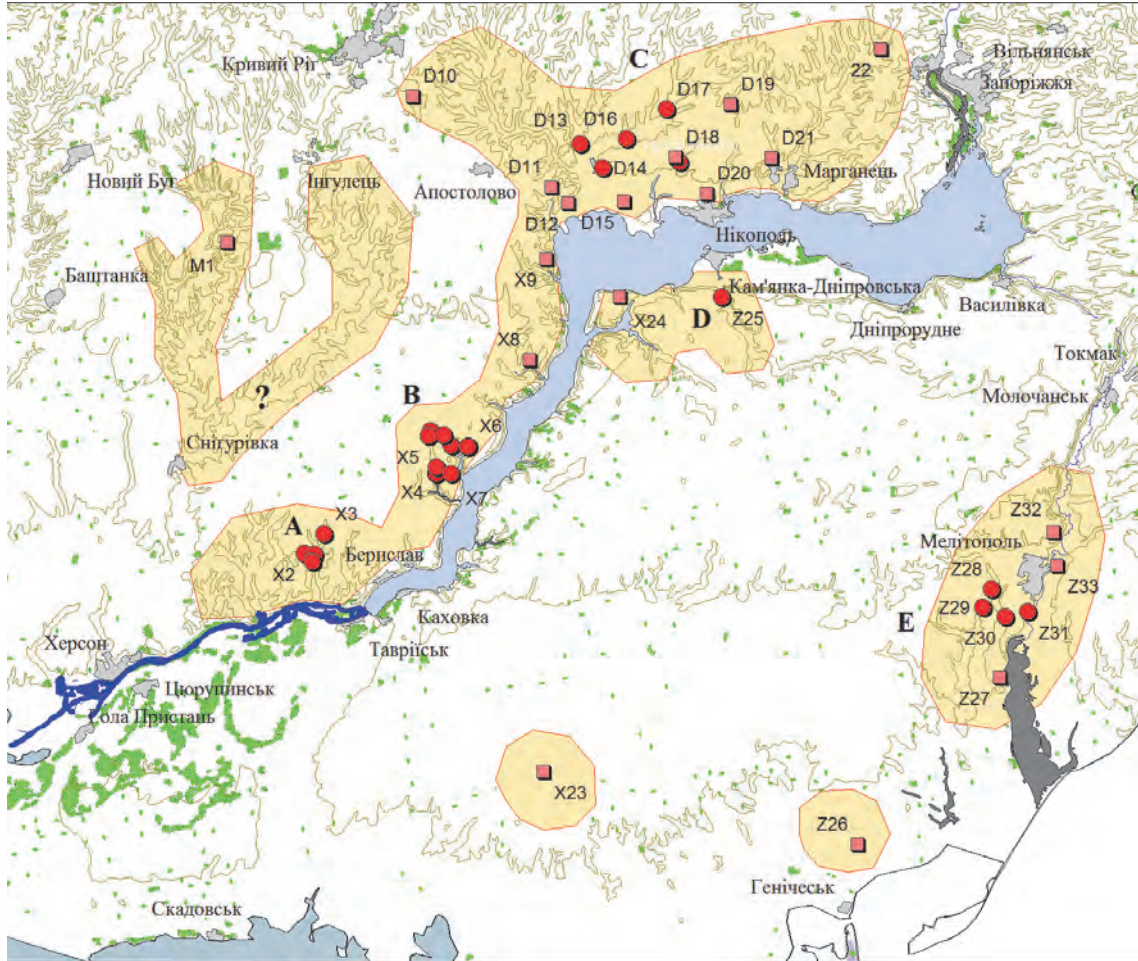 Кривий Ріг
C
22
Вільнянськ
Запоріжжя
D10
D17
D19
D13
D16
D18
D21
D11
D14
D20
Марганець
Новий Буг
Інгулець
Апостолово
D12
D15
Нікополь
M1
Баштанка
X9
Кам'янка-Дніпровська
Василівка
X24
D
Z25
Дніпрорудне
X8
Токмак
Молочанськ
B
?
Снігурівка
X6
X5
X4
X7
X3
A
Берислав
X2
Z32
Мелітополь
Z28
Z33
Z29
E
Z30
Z31
Каховка
Херсон
Тавріїськ
Z27
Цюрупинськ
Гола Пристань
X23
Z26
Генічеськ
Скадовськ